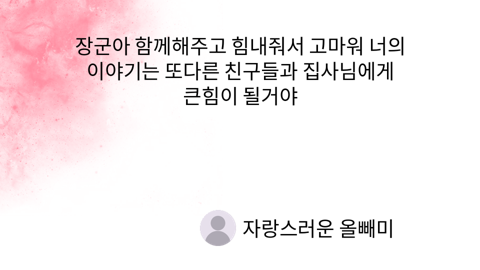 장군아 함께해주고 힘내줘서 고마워 너의
이야기는 또다른 친구들과 집사님에게
큰힘이 될거야
자랑스러운 올빼미